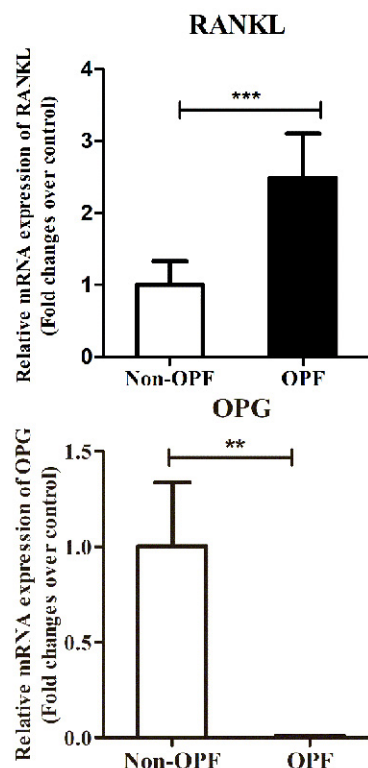 RANKL
Relative mRNA expression of RANKL
(Fold changes over control)
4
3
2
1
0
***
Non-OPF OPF
OPG
Relative mRNA expression of OPG
(Fold changes over control)
1.5
1.0
0.5
0.0
**
Non-OPF OPF